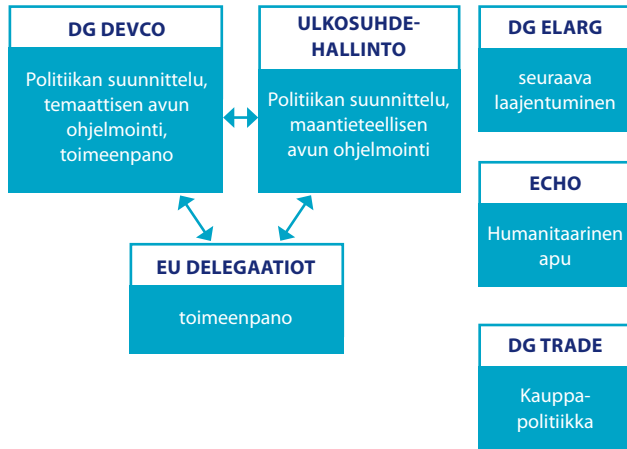 DG DEVCO
Politiikan suunnittelu,
temaattisen avun
ohjelmointi,
toimeenpano
ULKOSUHDE-
HALLINTO
Politiikan suunnittelu,
maantieteellisen
avun ohjelmointi
EU DELEGAATIOT
toimeenpano
DG ELARG
seuraava
laajentuminen
ECHO
Humanitaarinen
apu
DG TRADE
Kauppa-
politiikka